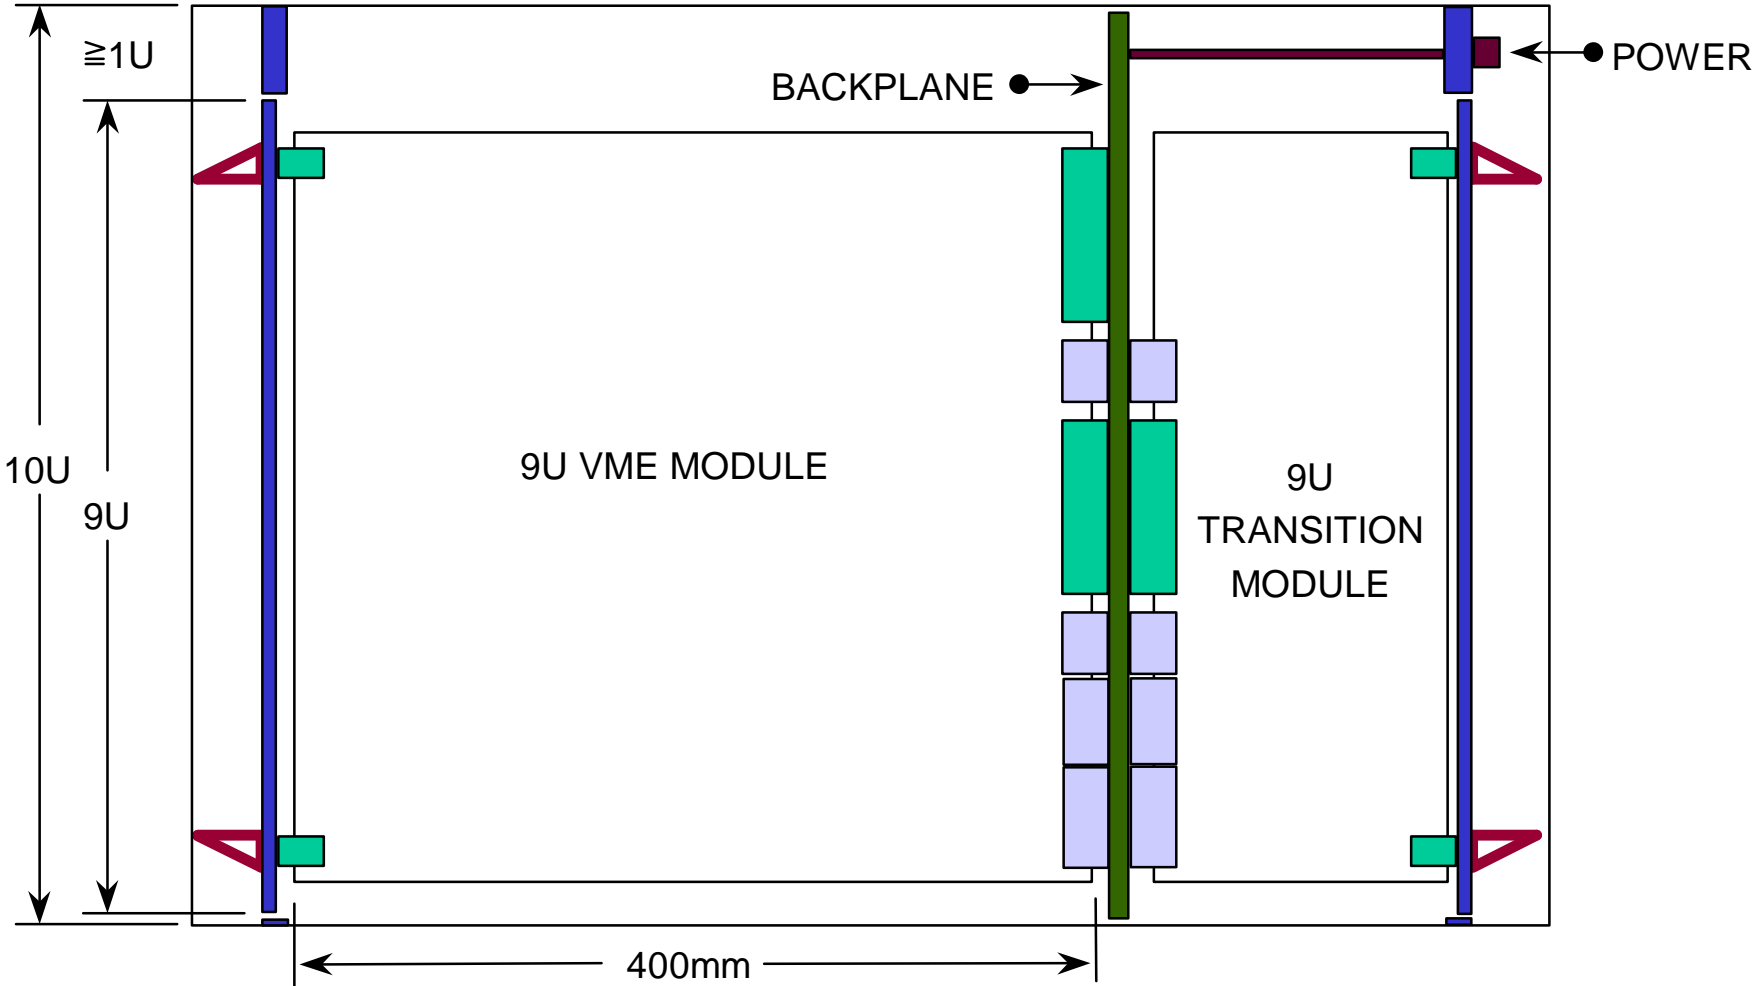 ≧1U
POWER
BACKPLANE
10U
9U
9U VME MODULE
9U
TRANSITION
MODULE
400mm